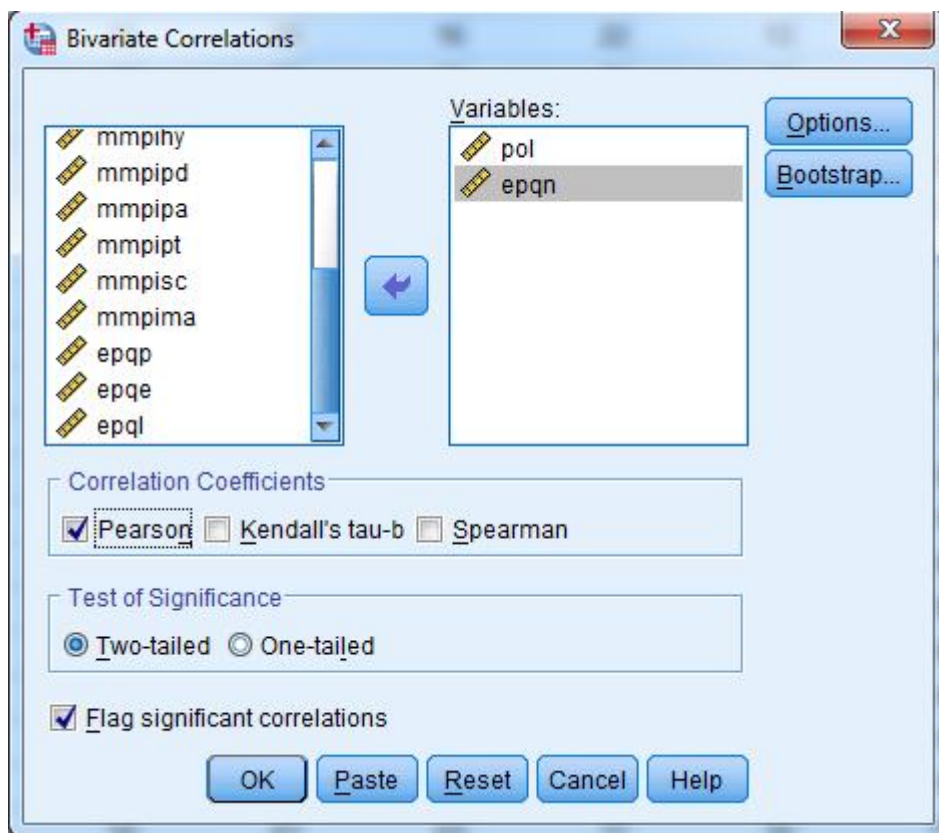 Bivariate Correlations
Variables:
mmpihy
mmpipd
mmpipa
mmpipt
mmpisc
mmpima
epqp
epqe
epql
pol
epqn
Options...
Bootstrap...
Correlation Coefficients
Pearson Kendall's tau-b Spearman
Test of Significance
Two-tailed One-tailed
Flag significant correlations
OK Paste Reset Cancel Help